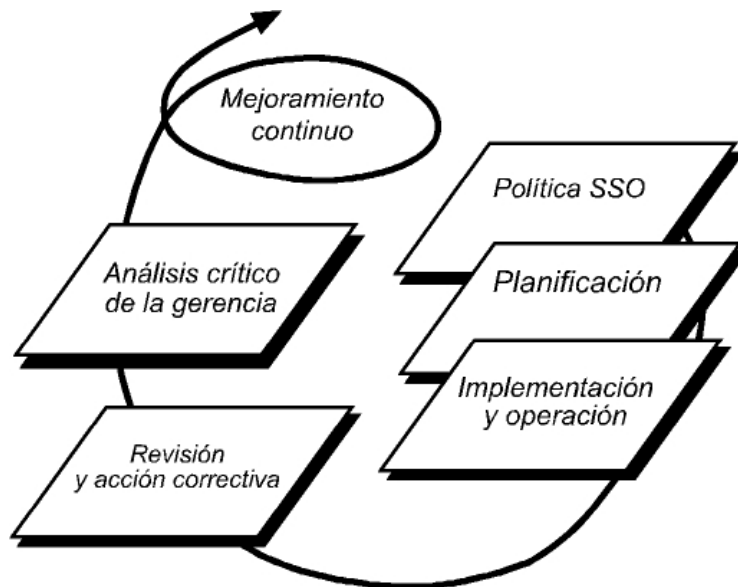 Mejoramiento
continuo
Política SSO
Planificación
Implementación
y operación
Revisión
y acción correctiva
Análisis crítico
de la gerencia